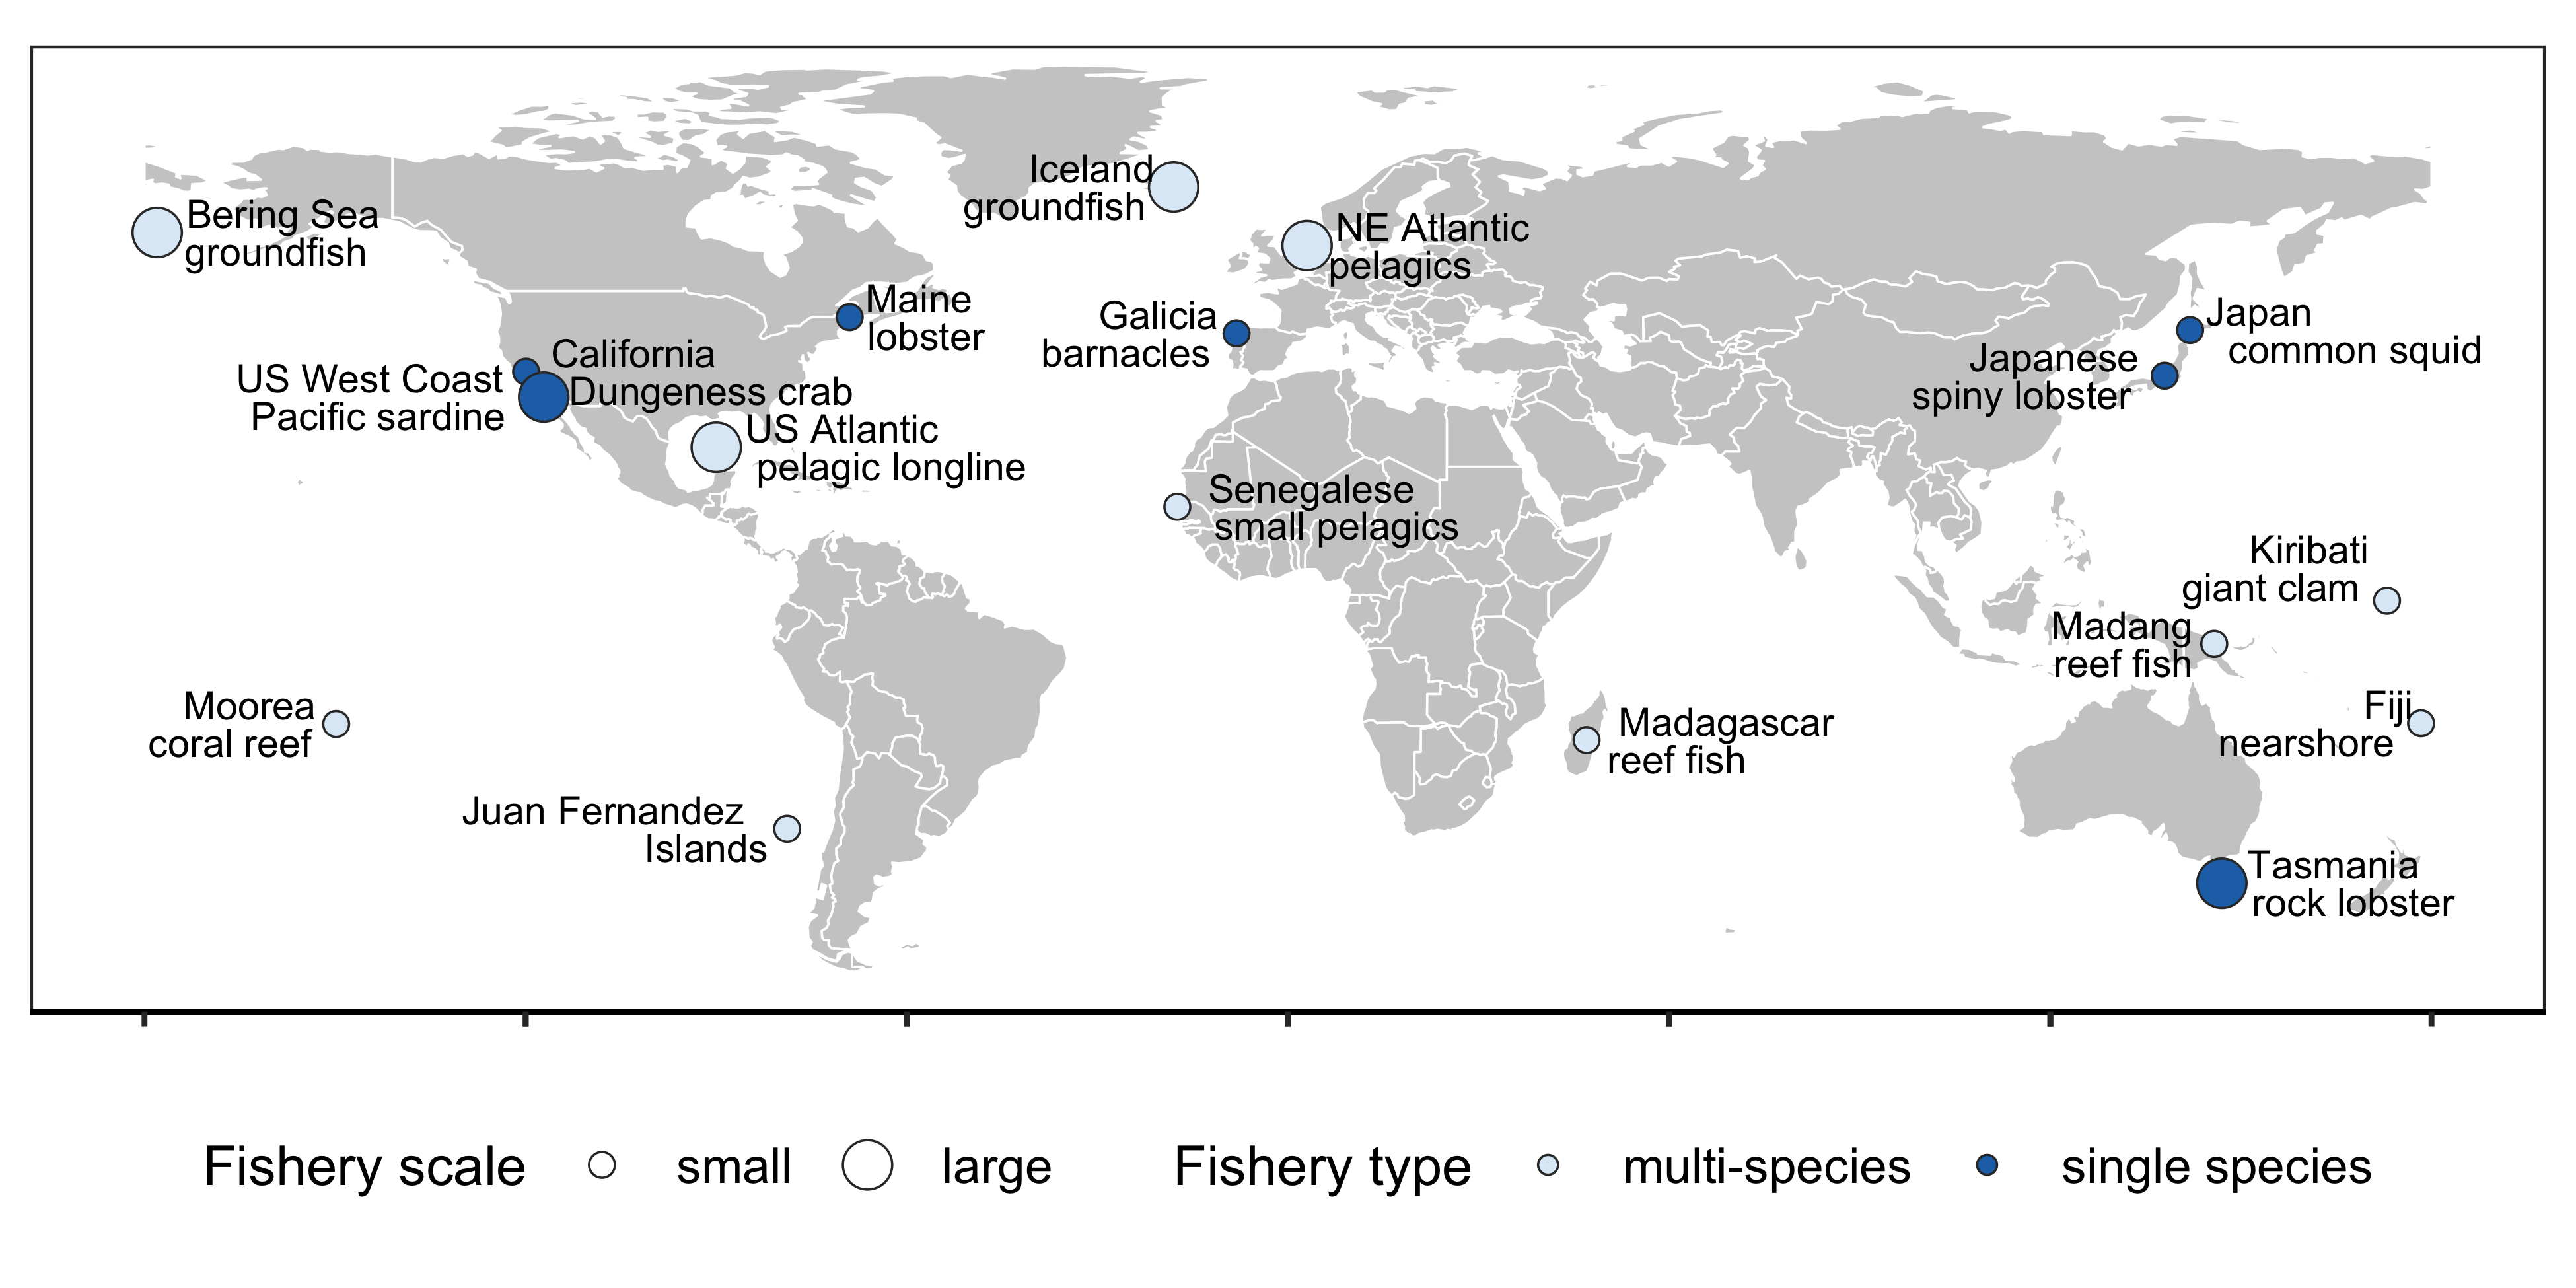 Iceland
groundfish
Bering Sea
groundfish
NE Atlantic
pelagics
Maine
lobster
Galicia
barnacles
Japan
common squid
Japanese
spiny lobster
California
Dungeness crab
US West Coast
Pacific sardine
US Atlantic
pelagic longline
Senegalese
small pelagics
Kiribati
giant clam
Madang
reef fish
Moorea
coral reef
Madagascar
reef fish
Fiji
nearshore
Juan Fernandez
Islands
Tasmania
rock lobster
Fishery scale small large Fishery type multi-species single species